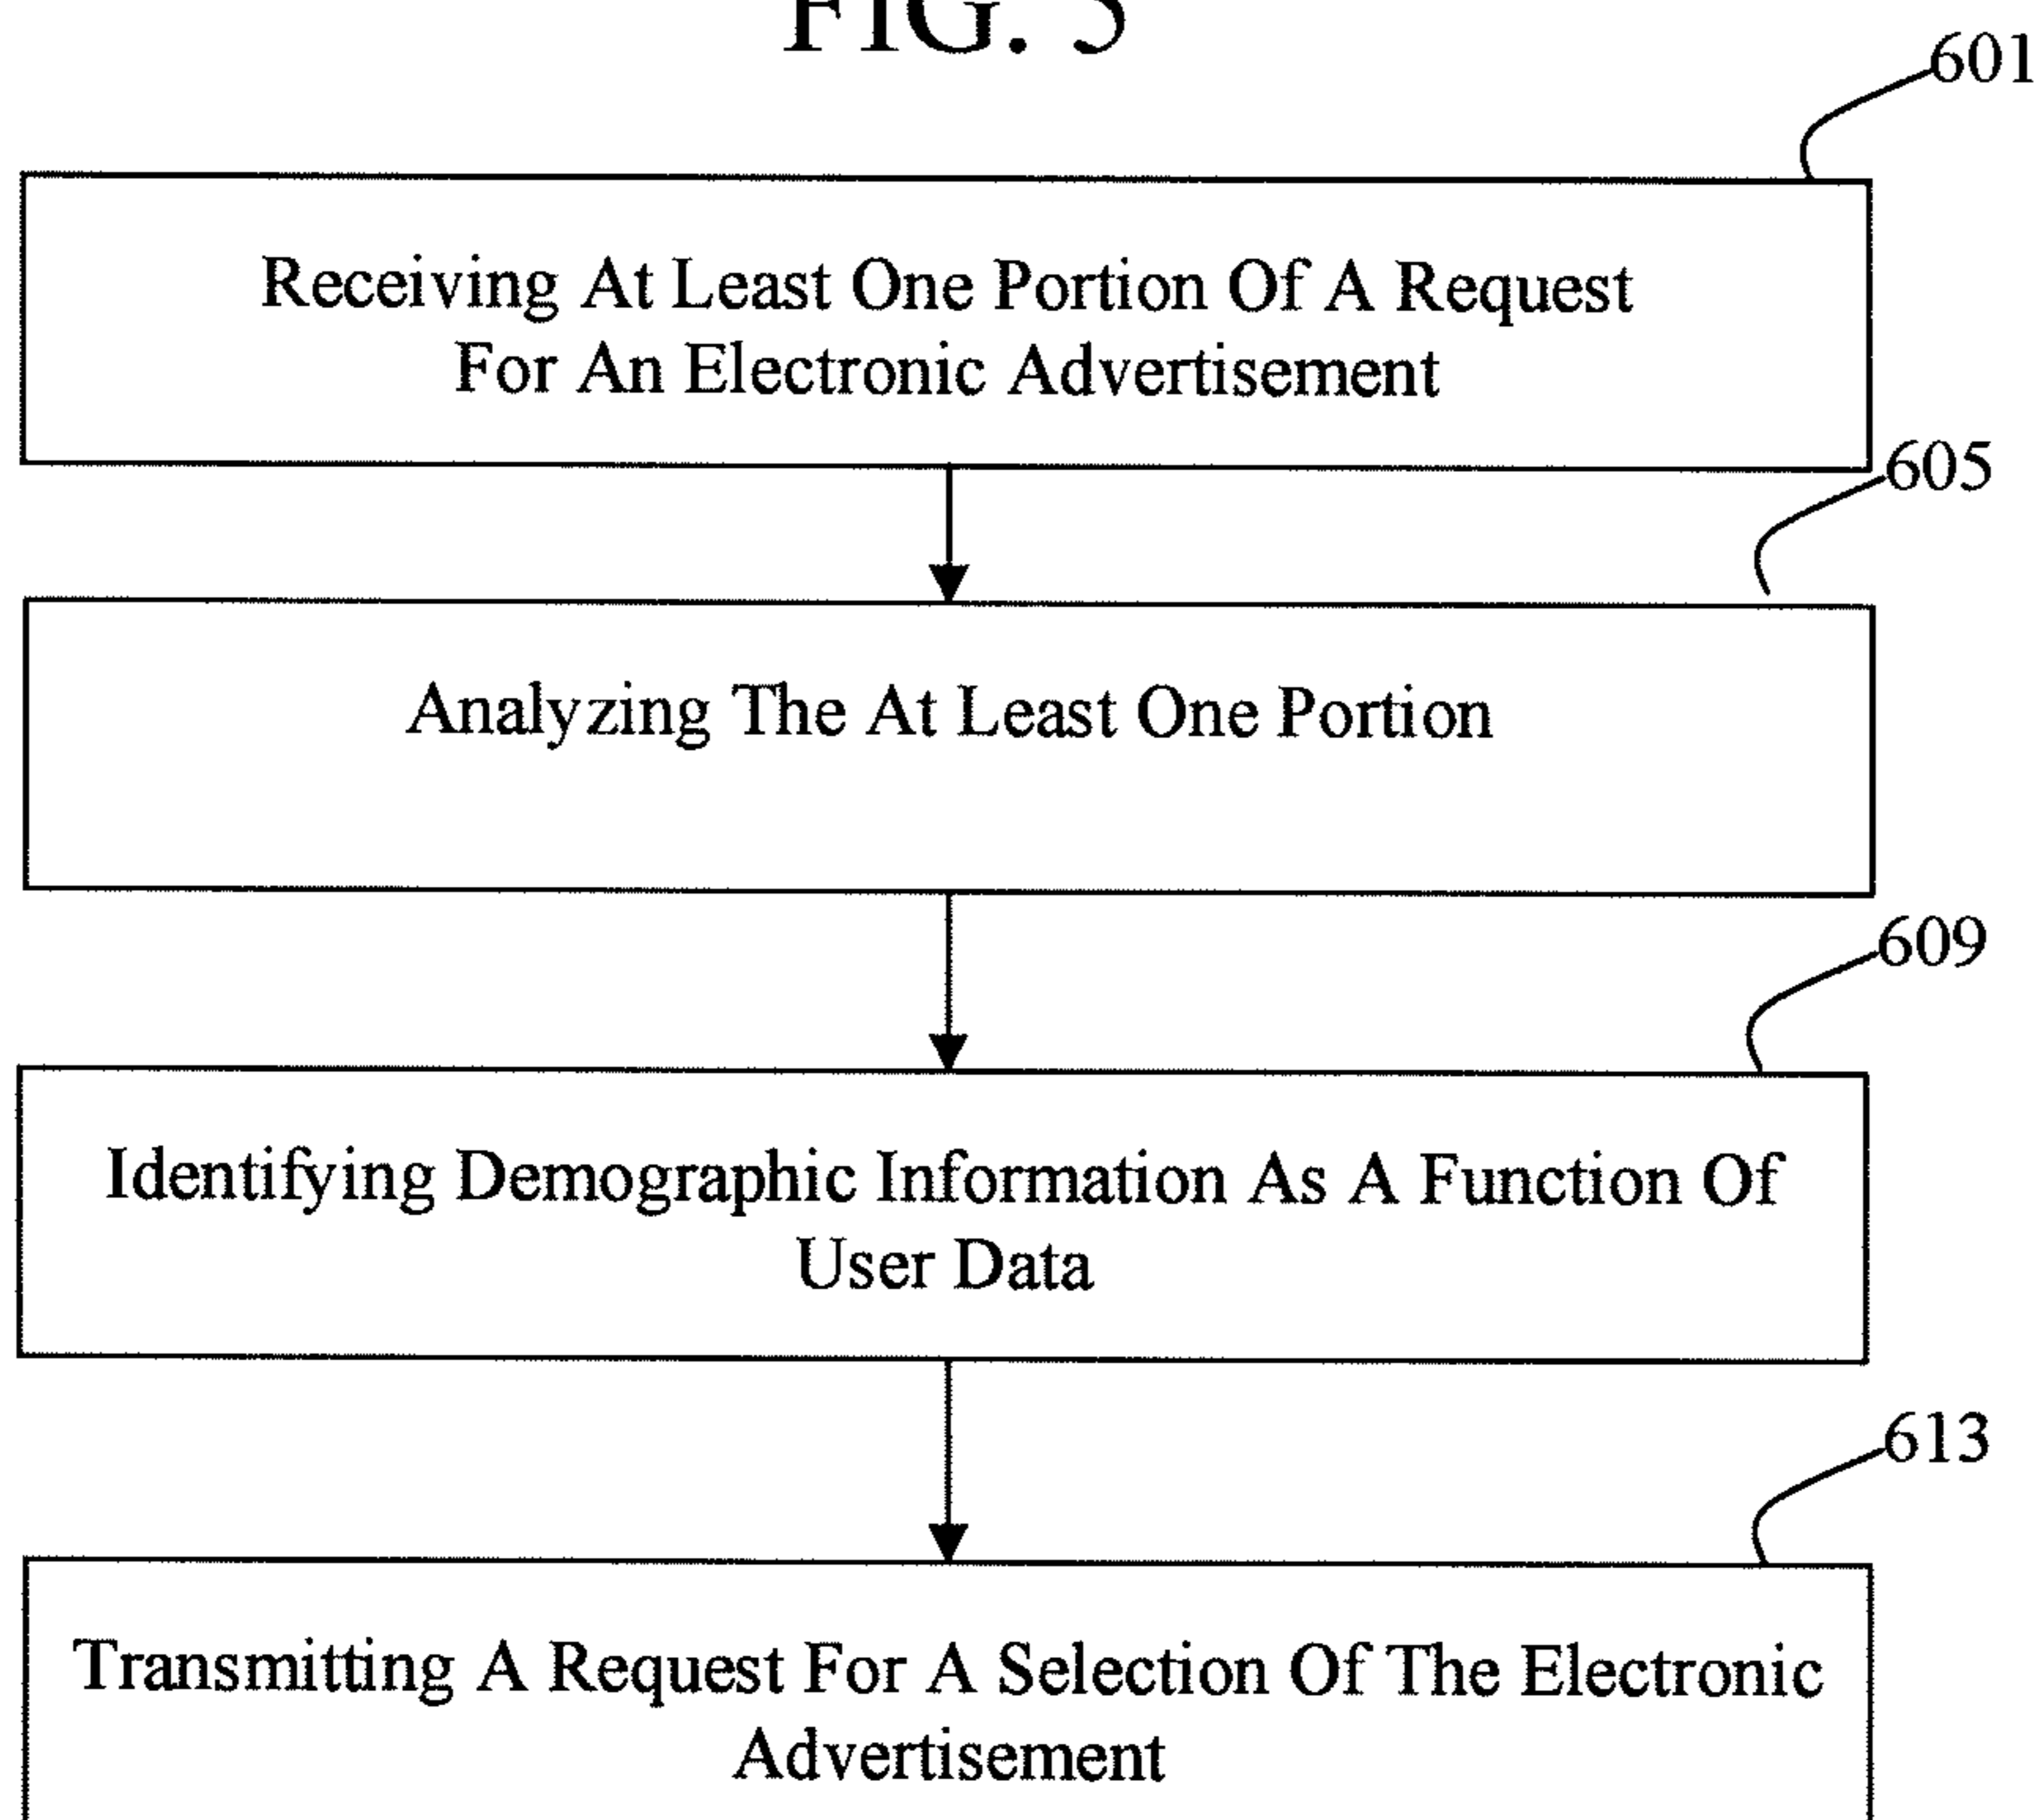 FIG. 5
601
Receiving At Least One Portion Of A Request
For An Electronic Advertisement
605
Analyzing The At Least One Portion
609
Identifying Demographic Information As A Function Of
User Data
613
Transmitting A Request For A Selection Of The Electronic
Advertisement